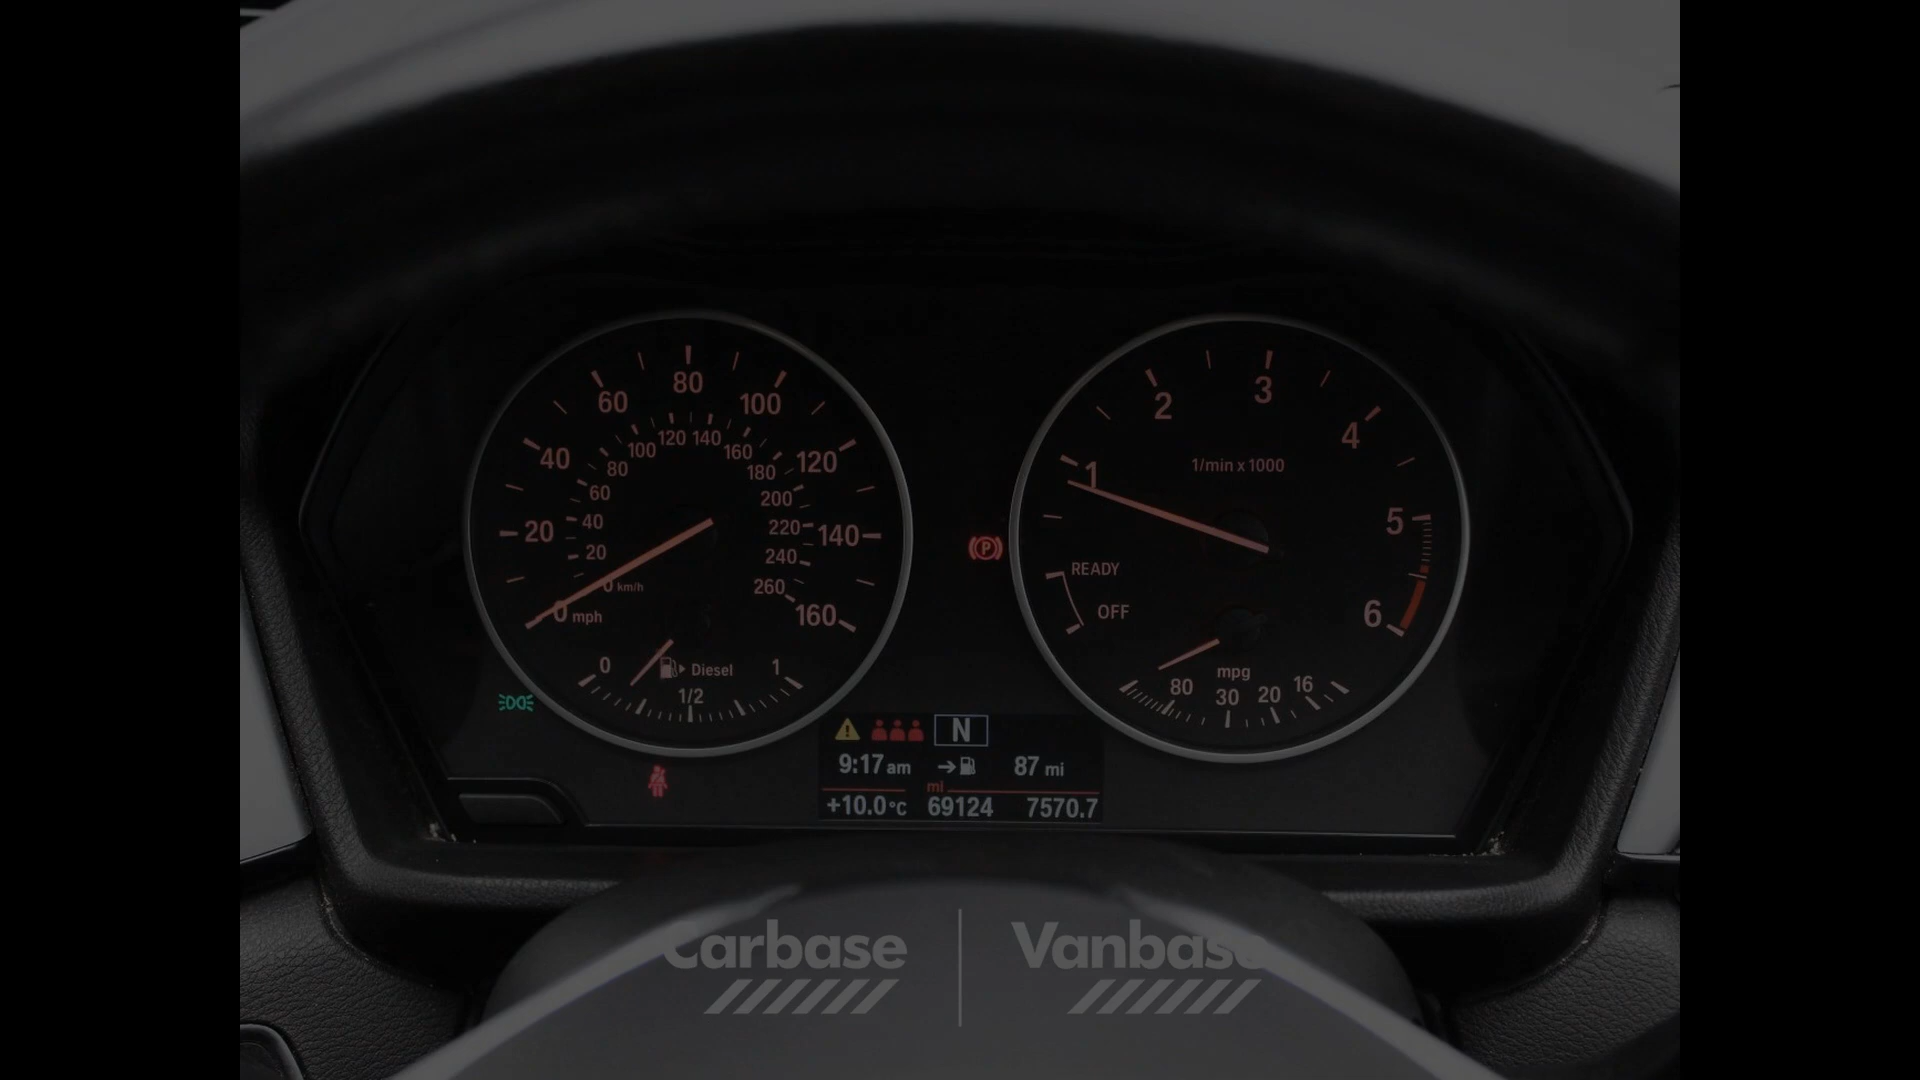 80
60
100
40
120
20
140
0 mph
160
100
120
140
160
80
180
60
200
40
220
20
240
0 km/h
260
0
Diesel
1
1/2
P
1
2
3
4
5
6
1/min x 1000
READY
OFF
mpg
80
30
20
16
N
9:17 am
87 mi
mi
+10.0°C
69124
7570.7
Carbase
Vanbase